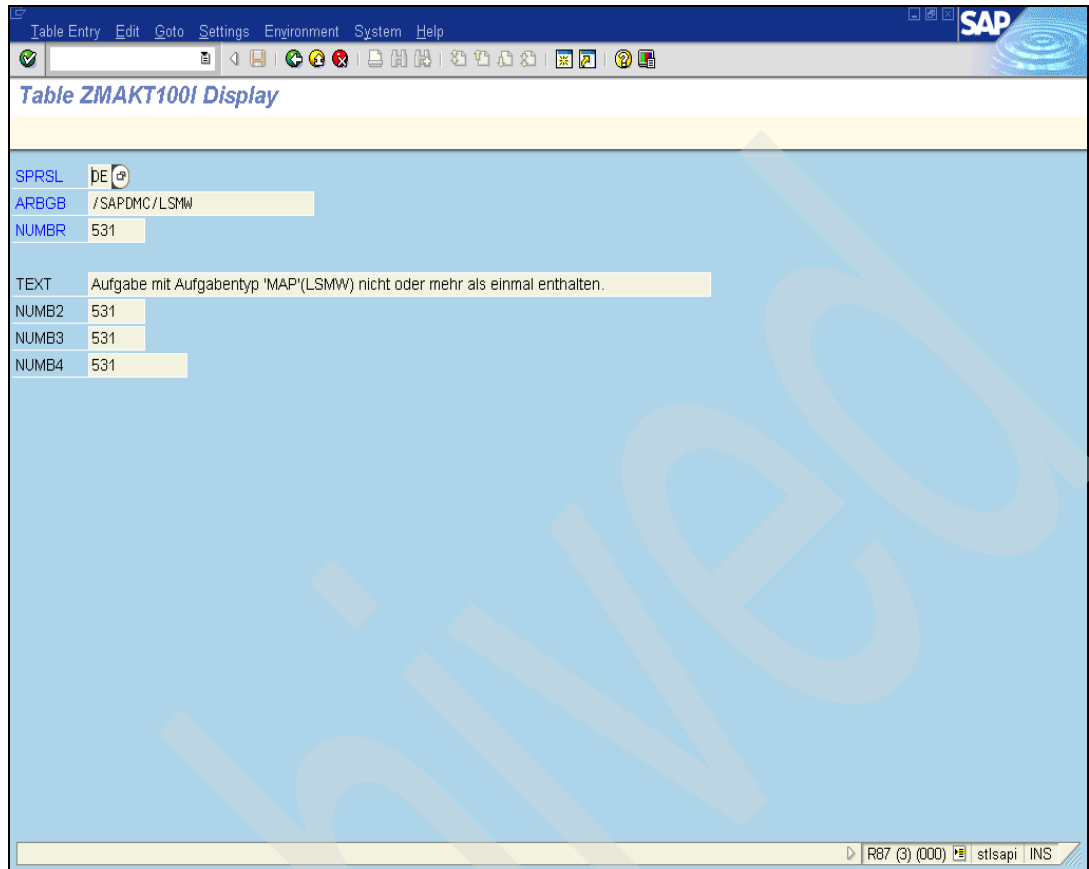 Table Entry Edit Goto Settings Environment System Help
SAP
Table ZMAKT100I Display
SPRSL DE
ARBGB /SAPDMC/LSMW
NUMBR 531
TEXT Aufgabe mit Aufgabentyp 'MAP'(LSMW) nicht oder mehr als einmal enthalten.
NUMB2 531
NUMB3 531
NUMB4 531
hived
R87 (3) (000) stlsapi INS